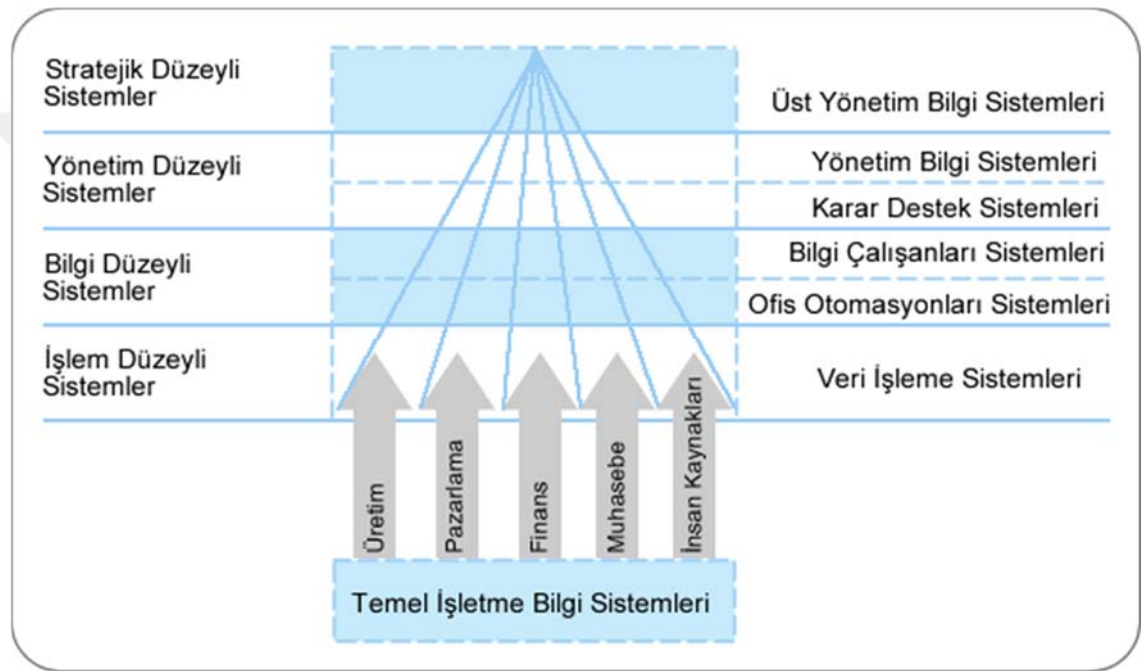 Stratejik Düzeyli
Sistemler
Üst Yönetim Bilgi Sistemleri
Yönetim Düzeyli
Sistemler
Yönetim Bilgi Sistemleri
Karar Destek Sistemleri
Bilgi Düzeyli
Sistemler
Bilgi Çalışanları Sistemleri
Ofis Otomasyonları Sistemleri
İşlem Düzeyli
Sistemler
Veri İşleme Sistemleri
Üretim
Pazarlama
Finans
Muhasebe
İnsan Kaynakları
Temel İşletme Bilgi Sistemleri